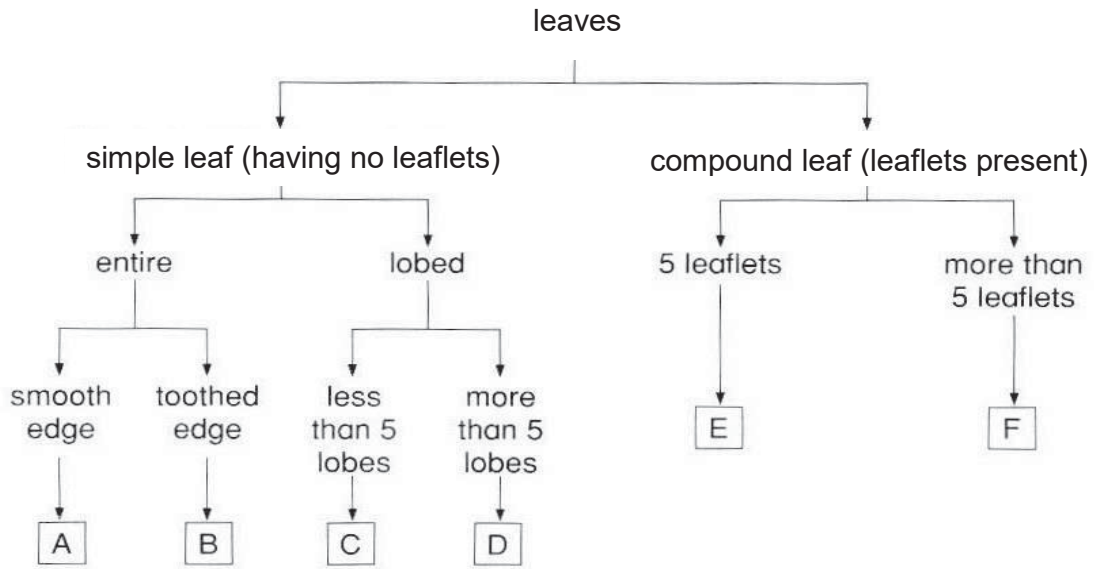 leaves
simple leaf (having no leaflets)
compound leaf (leaflets present)
entire
lobed
5 leaflets
more than
5 leaflets
smooth
edge
toothed
edge
less
than 5
lobes
more
than 5
lobes
E
F
A
B
C
D